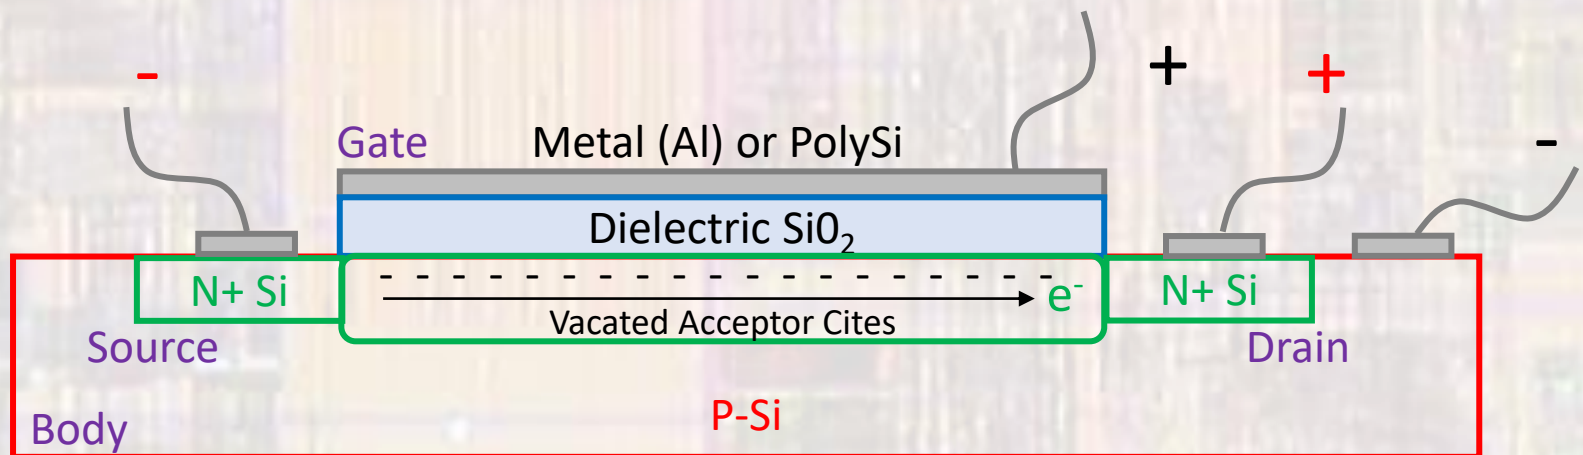 -
+
+
-
Gate
Metal (Al) or PolySi
Dielectric Si0₂
- - - - - - - - - - - - - - - - - - -
N+ Si
e⁻
N+ Si
Vacated Acceptor Cites
Source
Drain
P-Si
Body